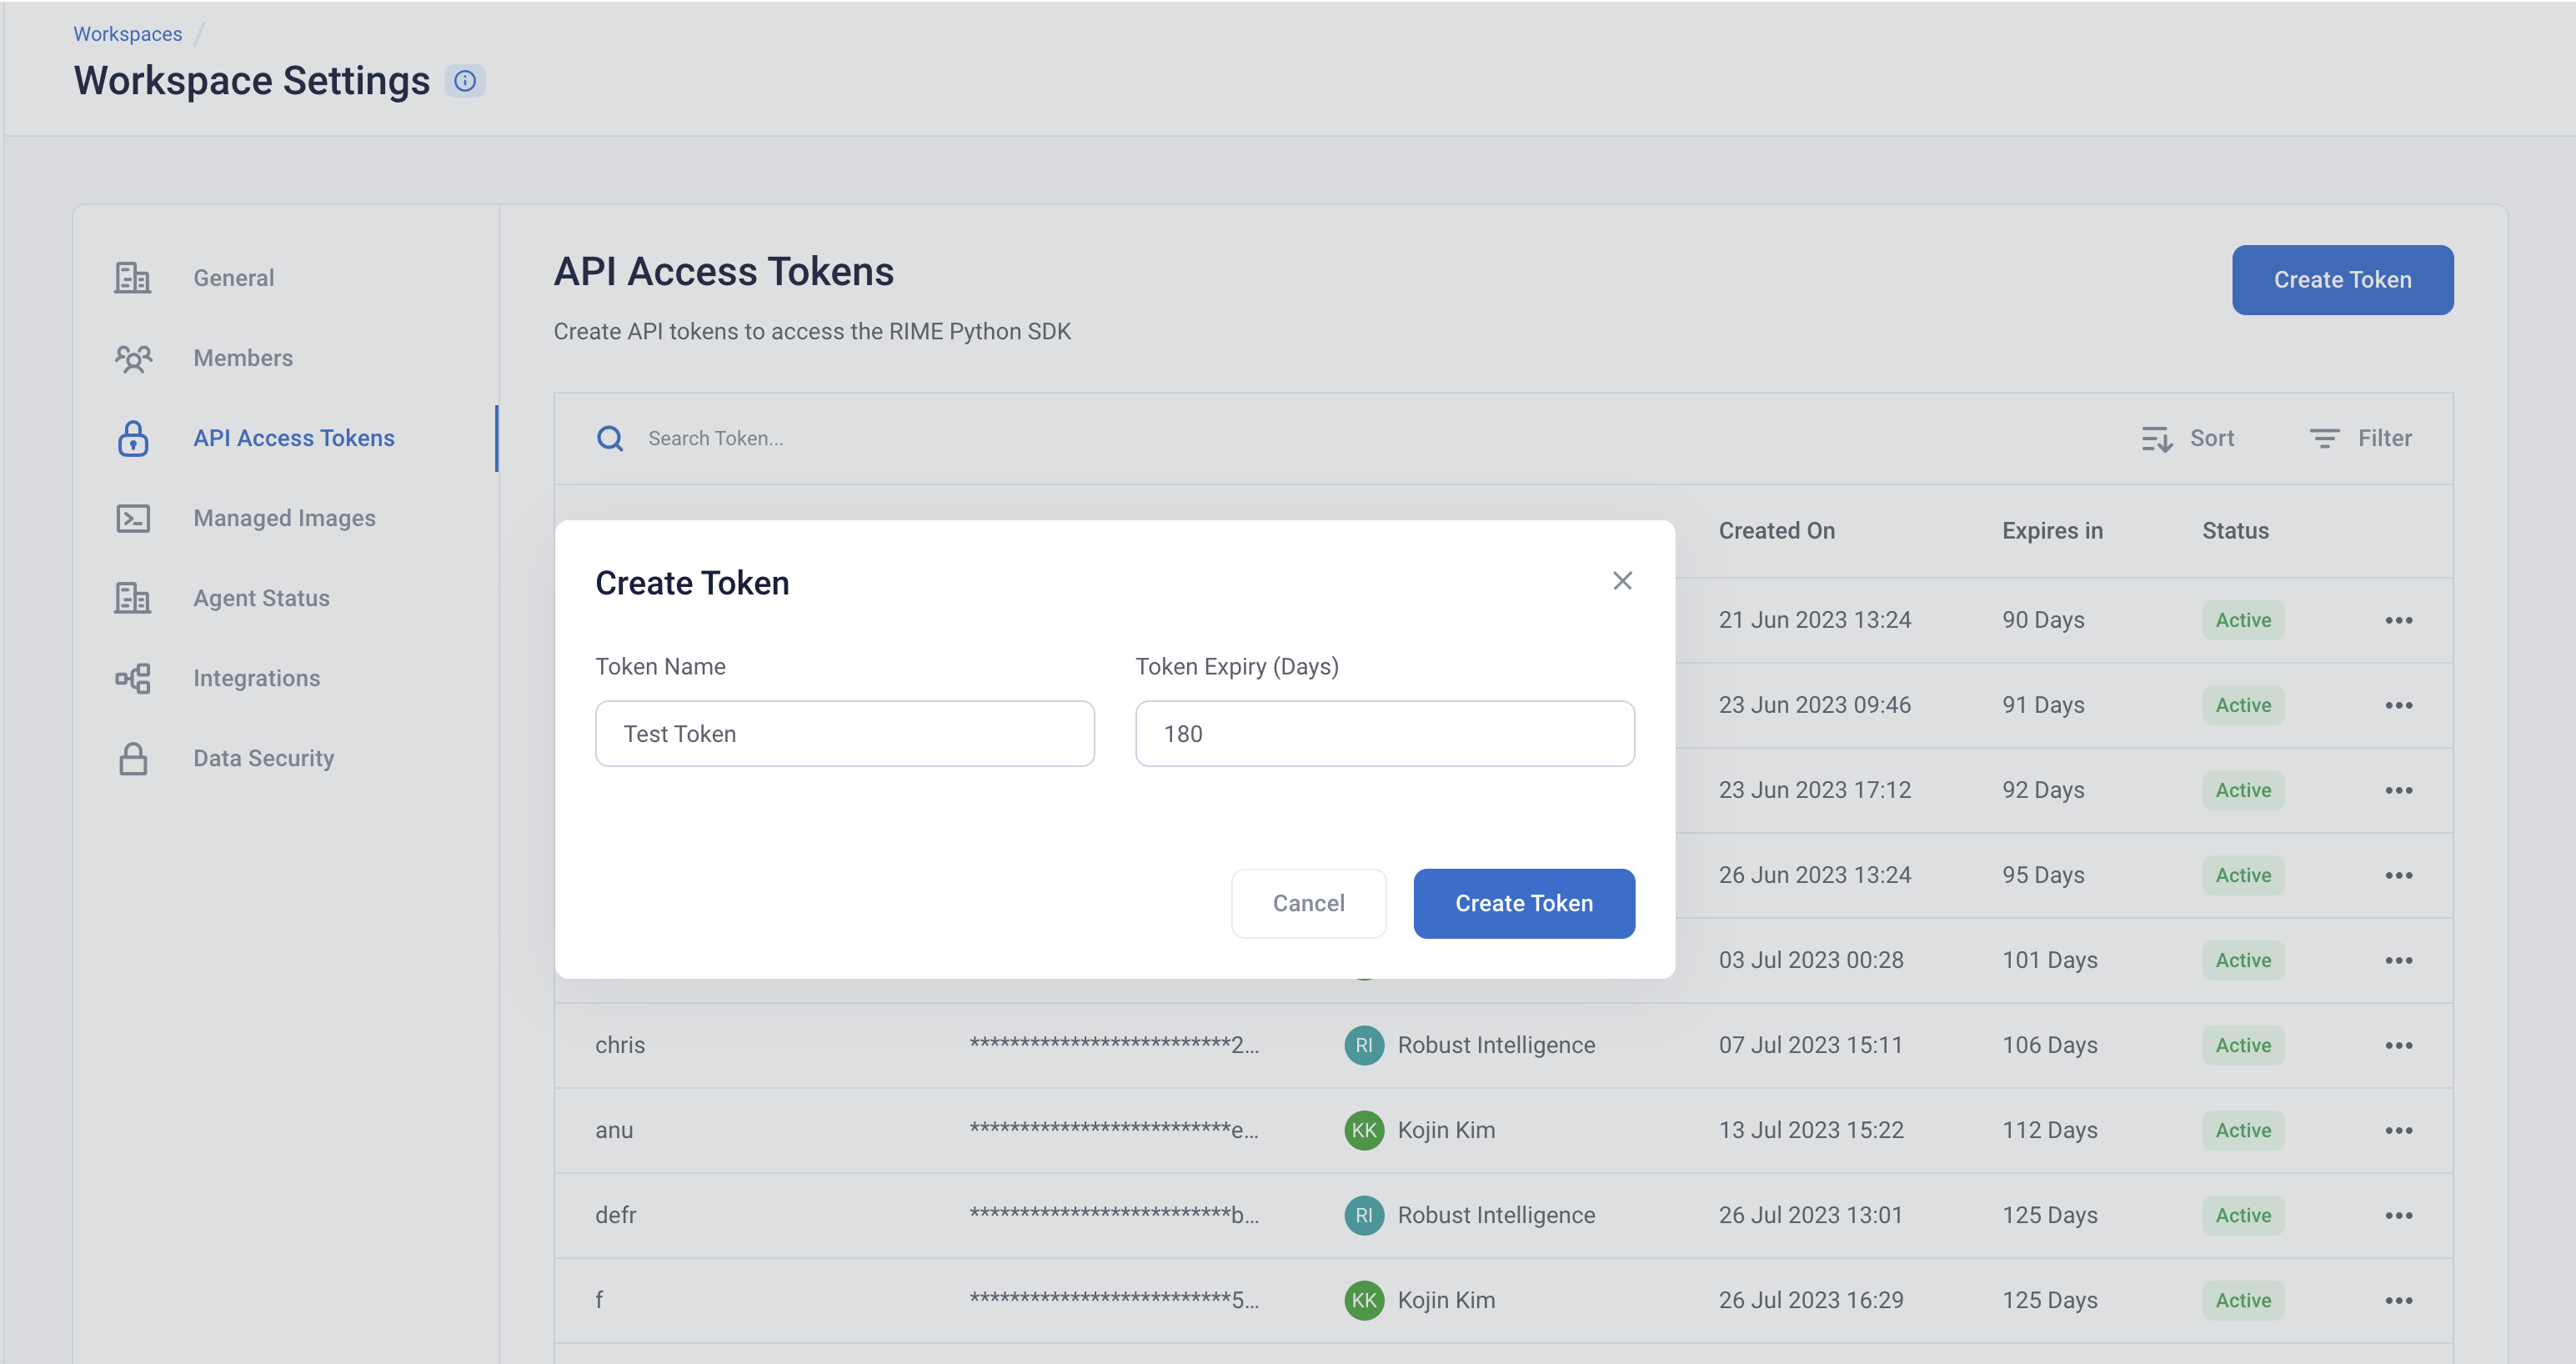 Workspaces /
Workspace Settings
General
Members
API Access Tokens
Managed Images
Agent Status
Integrations
Data Security
API Access Tokens
Create API tokens to access the RIME Python SDK
Create Token
Search Token...
Sort
Filter
Created On Expires in Status
21 Jun 2023 13:24 90 Days Active
23 Jun 2023 09:46 91 Days Active
23 Jun 2023 17:12 92 Days Active
26 Jun 2023 13:24 95 Days Active
03 Jul 2023 00:28 101 Days Active
Create Token
Token Name
Test Token
Token Expiry (Days)
180
Cancel
Create Token
chris **************************2... RI Robust Intelligence 07 Jul 2023 15:11 106 Days Active
anu **************************e... KK Kojin Kim 13 Jul 2023 15:22 112 Days Active
defr **************************b... RI Robust Intelligence 26 Jul 2023 13:01 125 Days Active
f **************************5... KK Kojin Kim 26 Jul 2023 16:29 125 Days Active